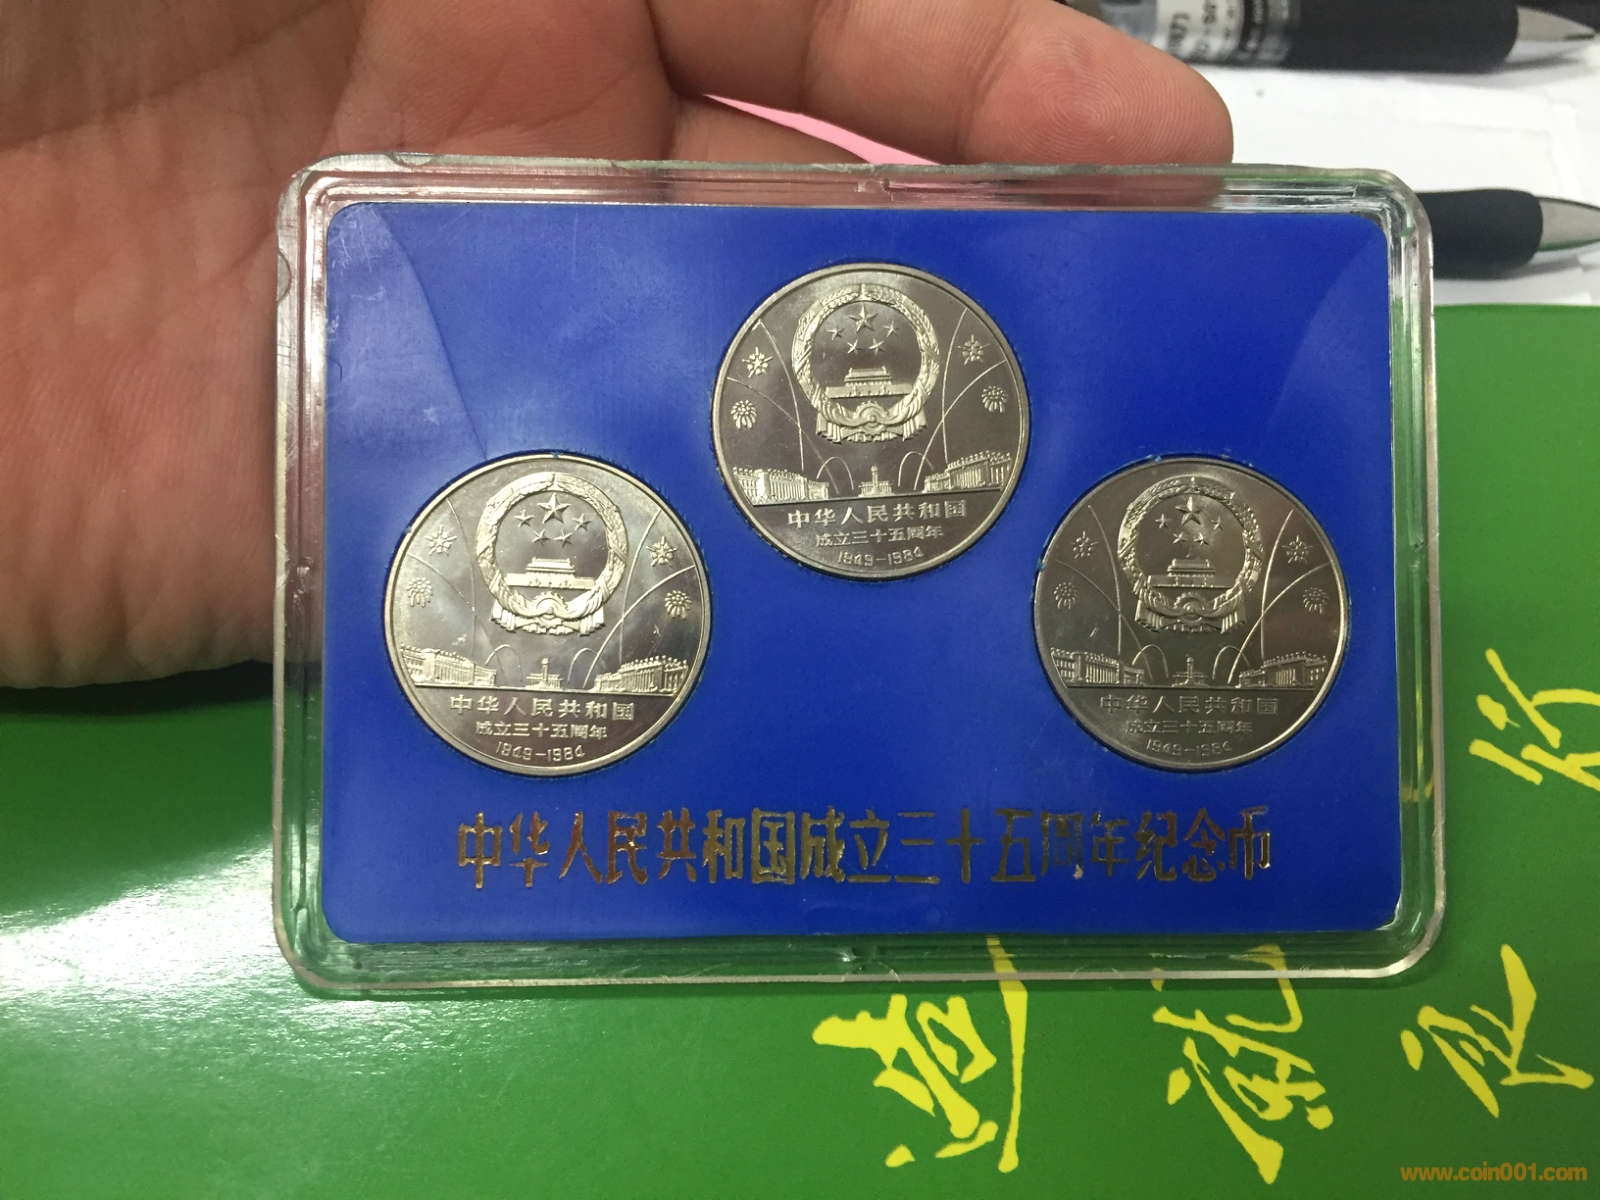 中华人民共和国
成立三十五周年
1949-1984
中华人民共和国
成立三十五周年
1949-1984
中华人民共和国
成立三十五周年
1949-1984
中华人民共和国成立三十五周年纪念币
www.coin001.com